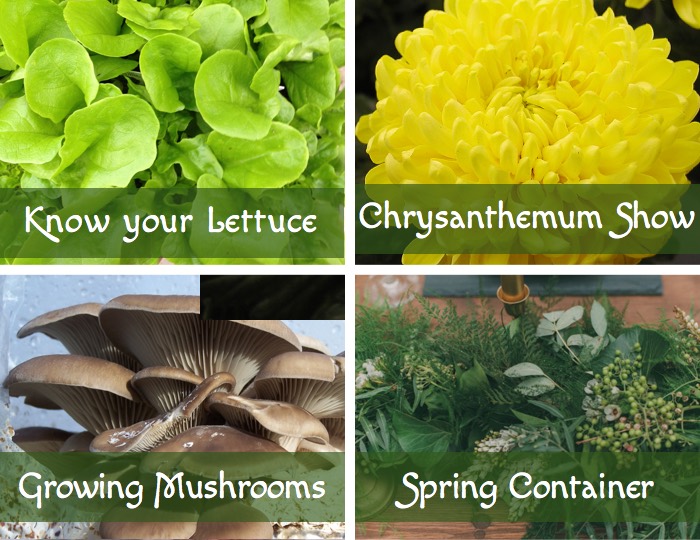 Know your Lettuce
Chrysanthemum Show
Growing Mushrooms
Spring Container